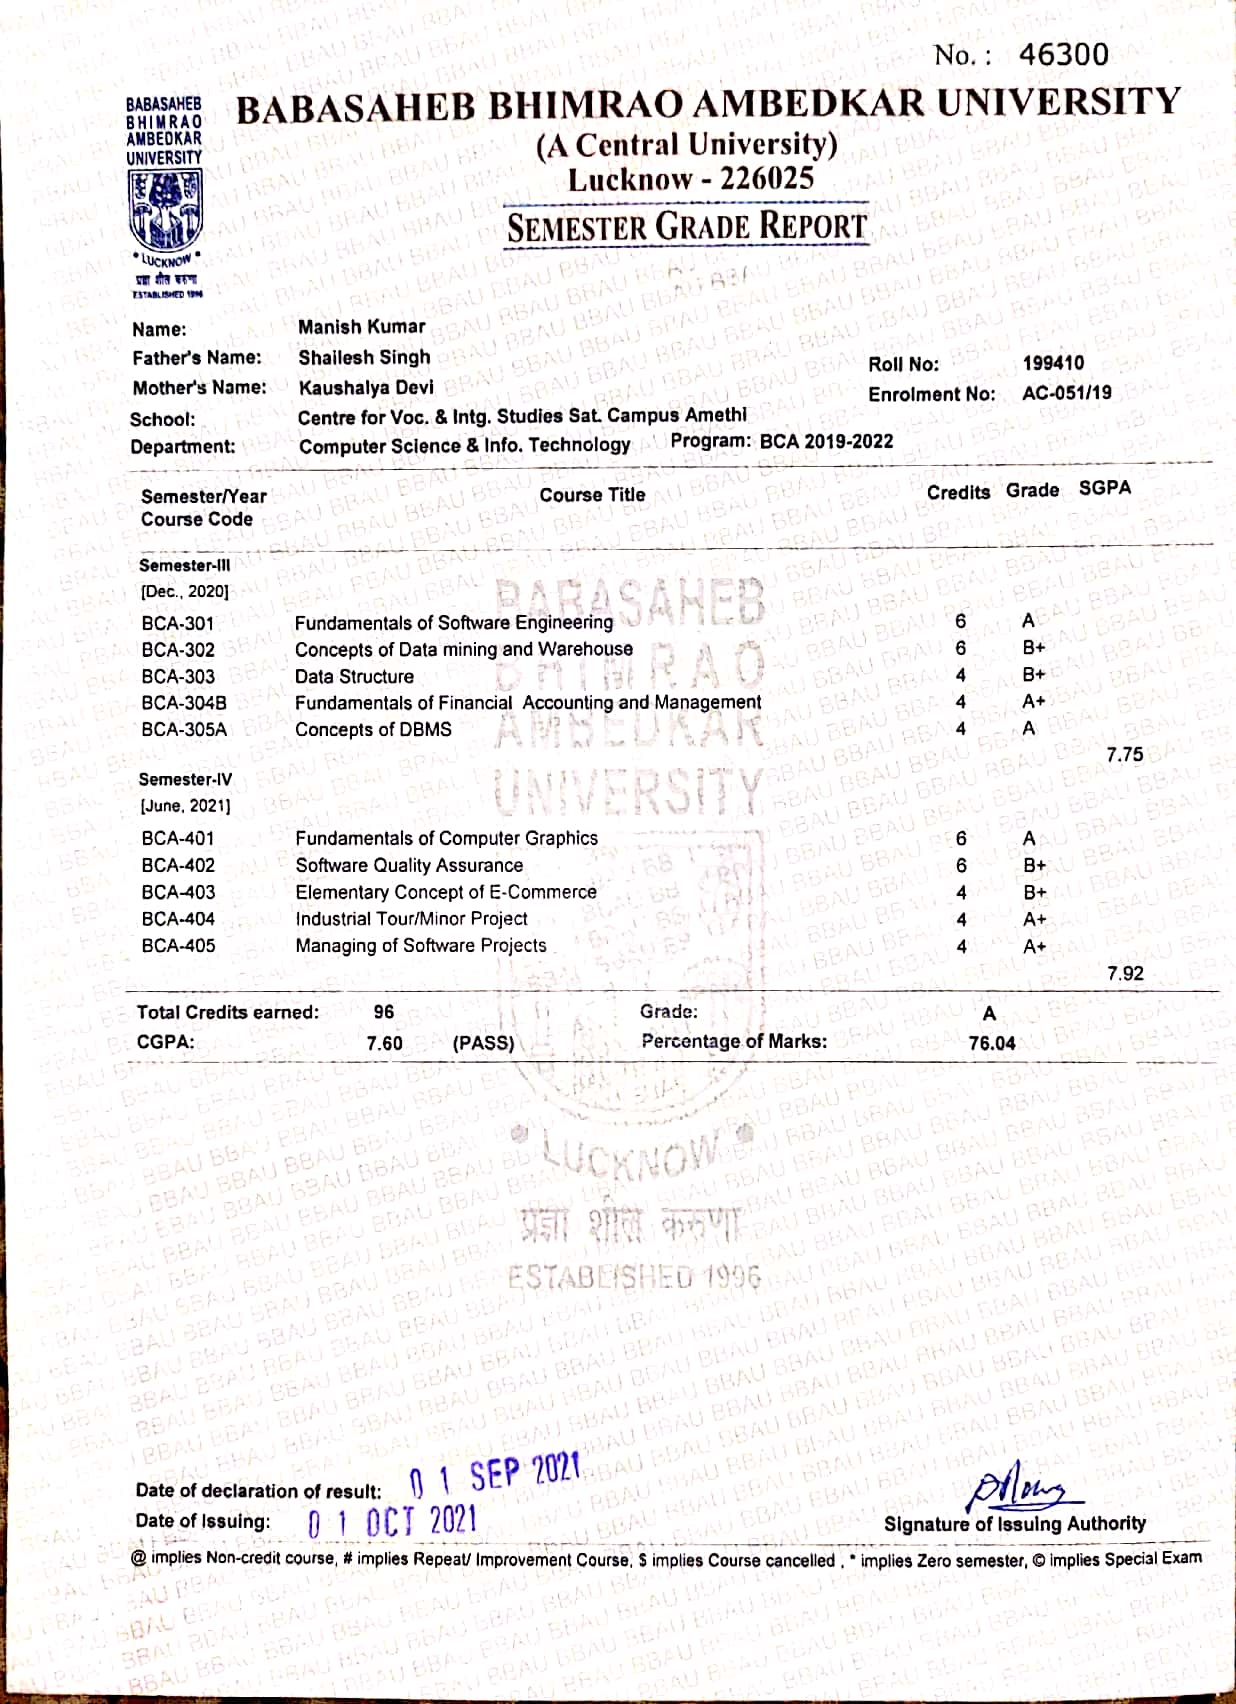 No. : 46300
BABASAHEB
BHIMRAO
AMBEDKAR
UNIVERSITY
* LUCKNOW *
प्रज्ञा शील करुणा
ESTABLISHED 1996
BABASAHEB BHIMRAO AMBEDKAR UNIVERSITY
(A Central University)
Lucknow - 226025
SEMESTER GRADE REPORT
Name: Manish Kumar
Father's Name: Shailesh Singh
Roll No: 199410
Mother's Name: Kaushalya Devi
Enrolment No: AC-051/19
School: Centre for Voc. & Intg. Studies Sat. Campus Amethi
Department: Computer Science & Info. Technology Program: BCA 2019-2022
Semester/Year Course Title Credits Grade SGPA
Course Code
Semester-III
[Dec., 2020]
BCA-301 Fundamentals of Software Engineering 6 A
BCA-302 Concepts of Data mining and Warehouse 6 B+
BCA-303 Data Structure 4 B+
BCA-304B Fundamentals of Financial Accounting and Management 4 A+
BCA-305A Concepts of DBMS 4 A
7.75
Semester-IV
[June, 2021]
BCA-401 Fundamentals of Computer Graphics 6 A
BCA-402 Software Quality Assurance 6 B+
BCA-403 Elementary Concept of E-Commerce 4 B+
BCA-404 Industrial Tour/Minor Project 4 A+
BCA-405 Managing of Software Projects 4 A+
7.92
Total Credits earned: 96 Grade: A
CGPA: 7.60 (PASS) Percentage of Marks: 76.04
BABASAHEB
BHIMRAO
AMBEDKAR
UNIVERSITY
* LUCKNOW *
प्रज्ञा शील करुणा
ESTABLISHED 1996
Date of declaration of result: 01 SEP 2021
Date of Issuing: 01 OCT 2021
Signature of Issuing Authority
@ implies Non-credit course, # implies Repeat/ Improvement Course, $ implies Course cancelled , * implies Zero semester, © implies Special Exam